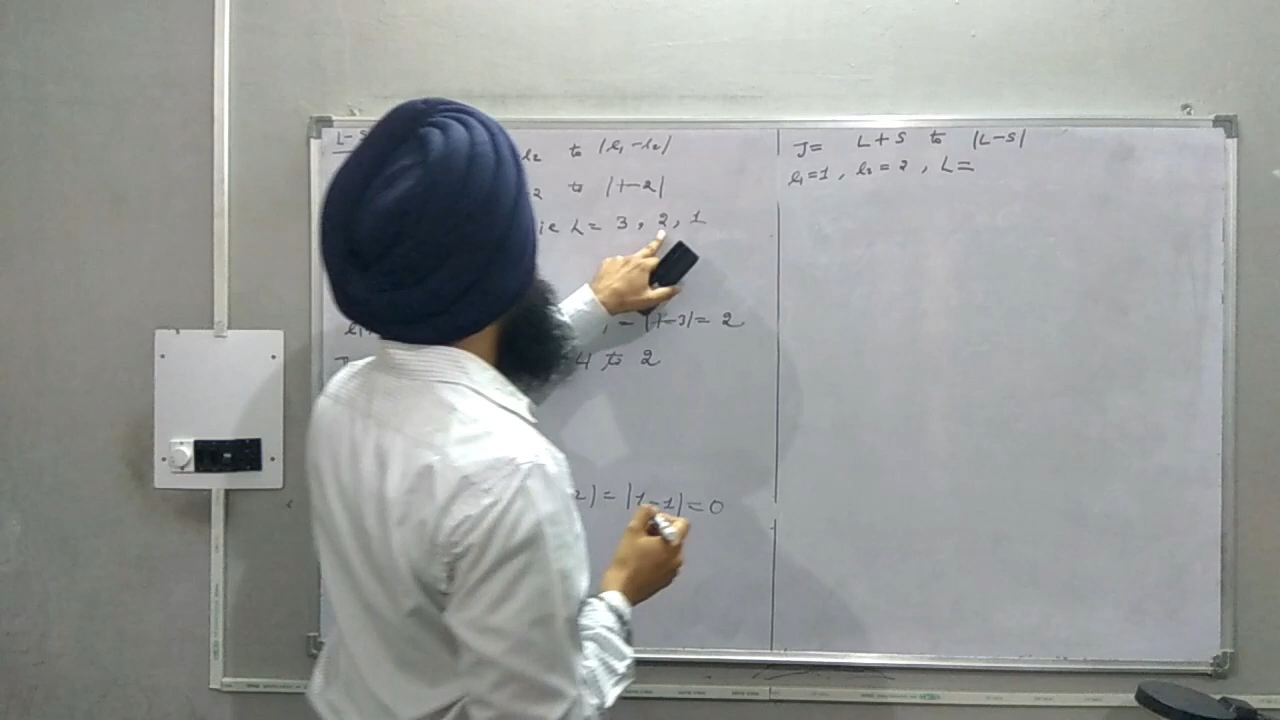 L-S
l₂ to |l₁-l₂|
-2 to |1-2|
ie L= 3, 2, 1
- |1-3|= 2
4 to 2
2)= |1-1|=0
J= L+S to |L-S|
l₁=1, l₂=2, L=